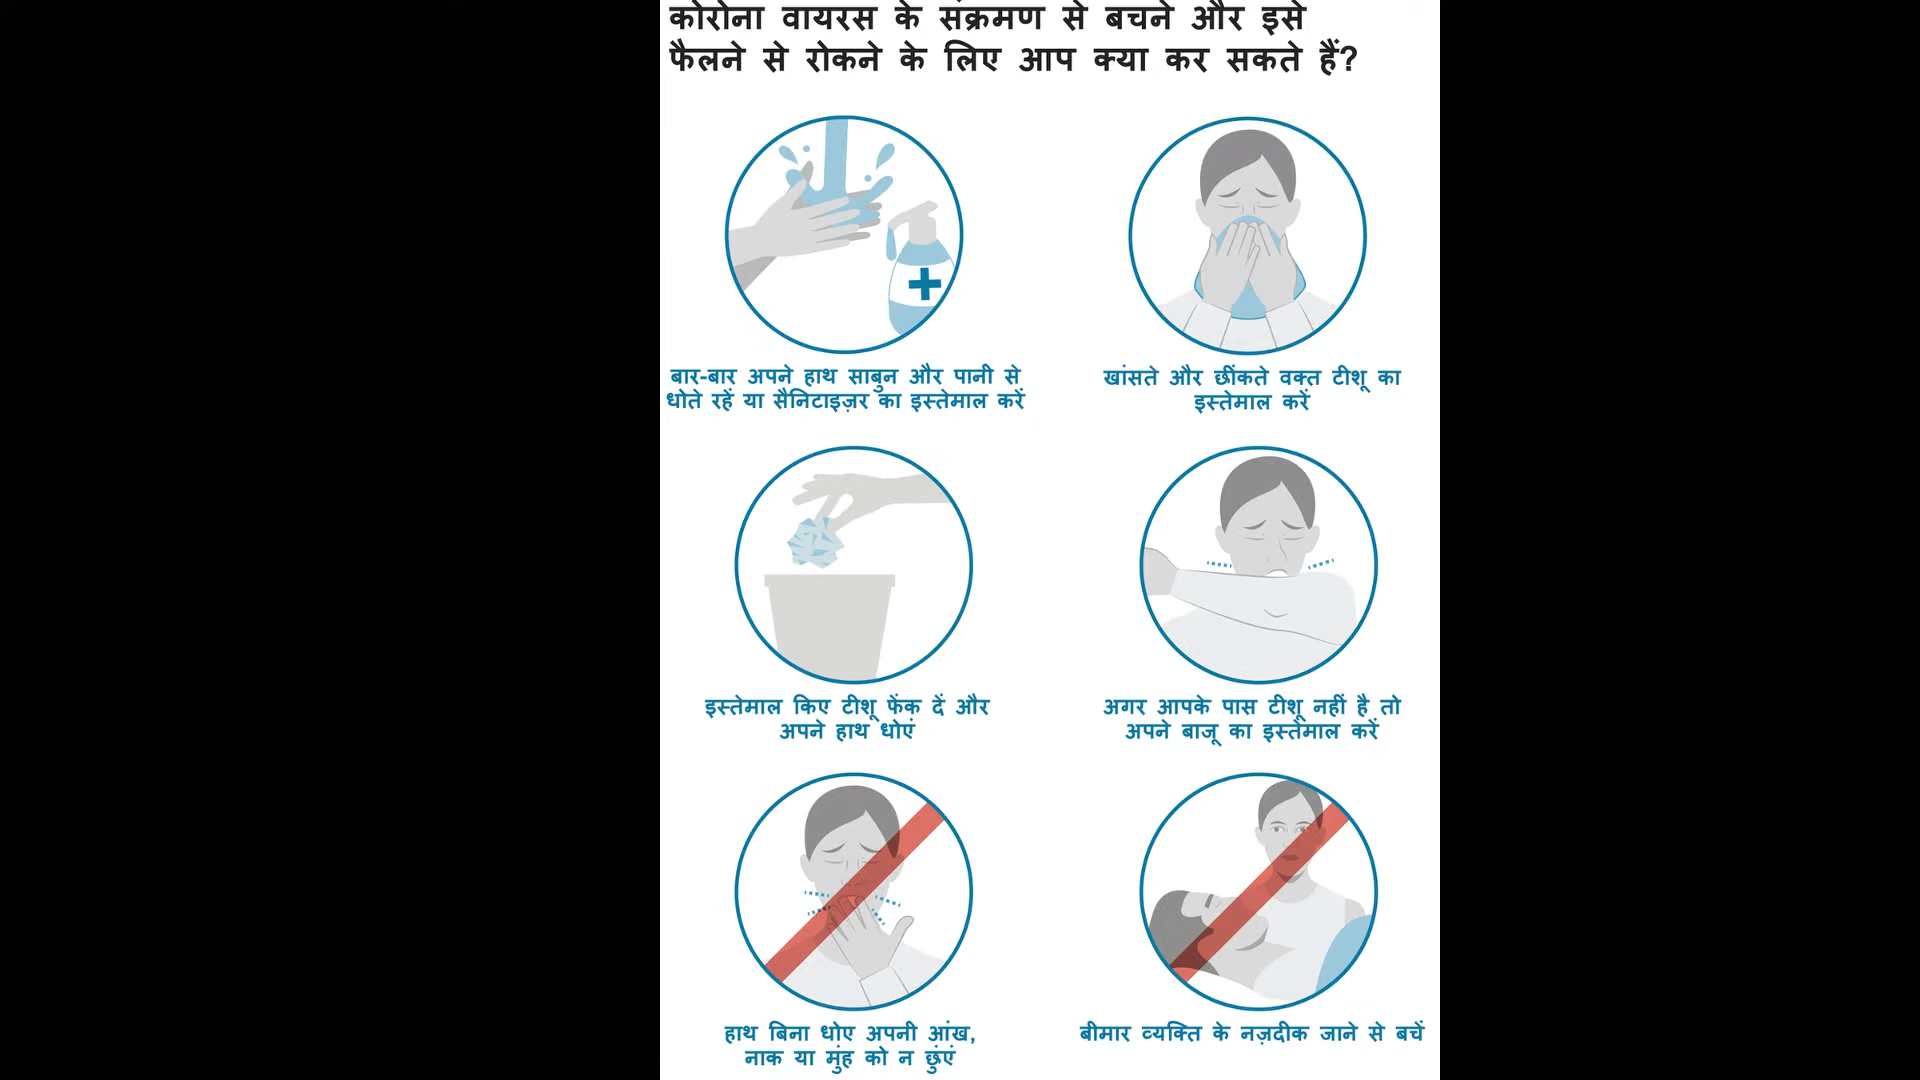 कोरोना वायरस के संक्रमण से बचने और इसे
फैलने से रोकने के लिए आप क्या कर सकते हैं?
बार-बार अपने हाथ साबुन और पानी से
धोते रहें या सैनिटाइज़र का इस्तेमाल करें
खांसते और छींकते वक्त टीशू का
इस्तेमाल करें
इस्तेमाल किए टीशू फेंक दें और
अपने हाथ धोएं
अगर आपके पास टीशू नहीं है तो
अपने बाजू का इस्तेमाल करें
हाथ बिना धोए अपनी आंख,
नाक या मुंह को न छुंएं
बीमार व्यक्ति के नज़दीक जाने से बचें